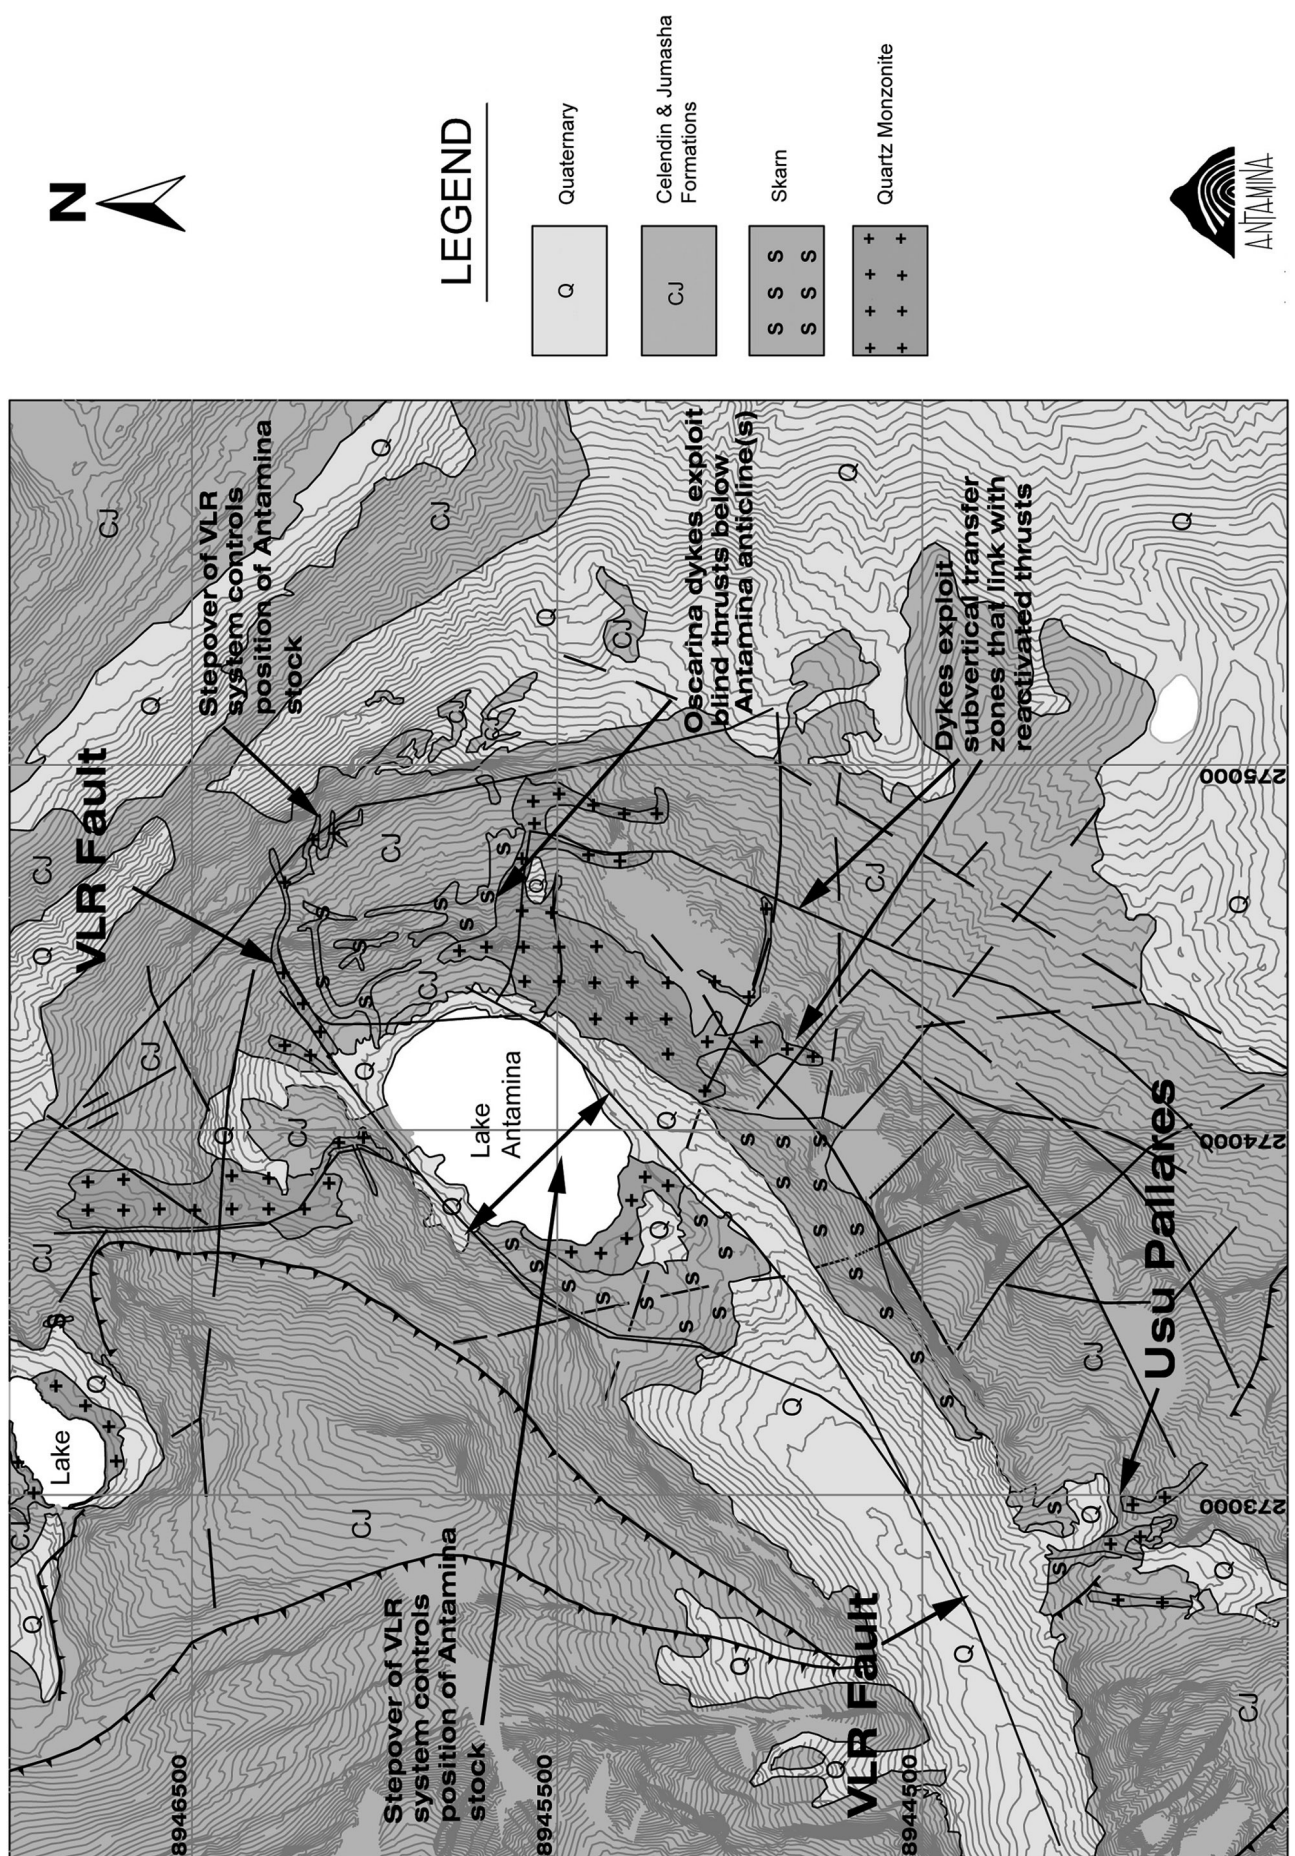 N
LEGEND
Q
Quaternary
CJ
Celendin & Jumasha
Formations
S S S
S S S
Skarn
+ + + +
+ + + +
Quartz Monzonite
ANTAMINA
VLR Fault
Stepover of VLR
system controls
position of Antamina
stock
Oscarina dykes exploit
blind thrusts below
Antamina anticline(s)
Dykes exploit
subvertical transfer
zones that link with
reactivated thrusts
Lake
Antamina
Lake
Stepover of VLR
system controls
position of Antamina
stock
VLR Fault
Usu Pallares
8946500
8945500
8944500
273000
274000
275000